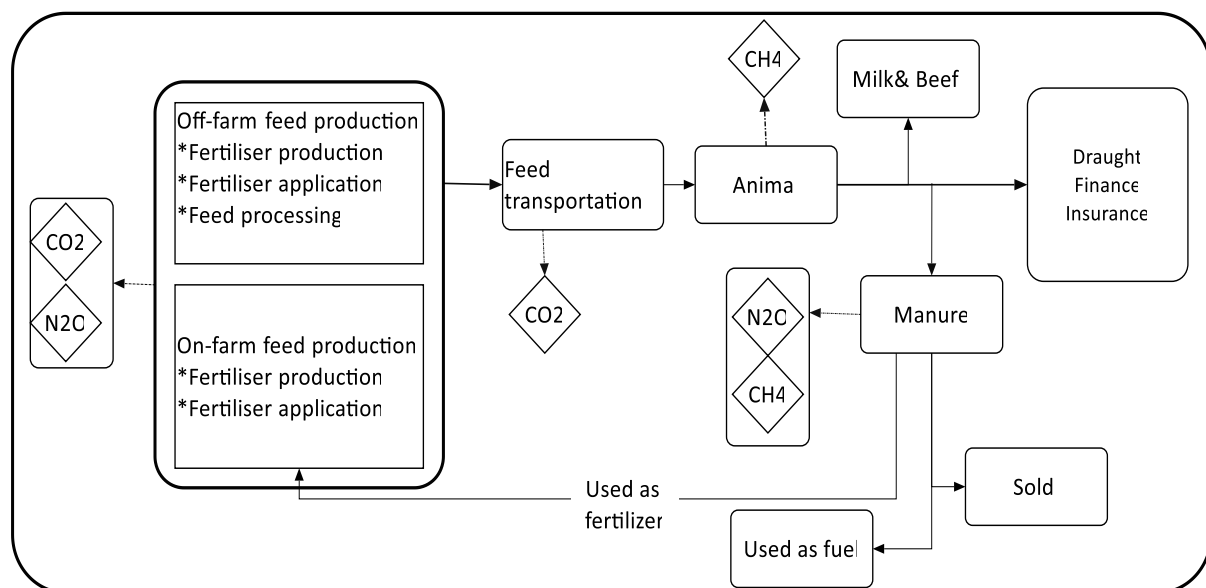 CH4
Milk& Beef
Off-farm feed production
*Fertiliser production
*Fertiliser application
*Feed processing
Feed
transportation
Anima
Draught
Finance
Insurance
CO2
N2O
CO2
N2O
CH4
Manure
On-farm feed production
*Fertiliser production
*Fertiliser application
Used as
fertilizer
Sold
Used as fuel